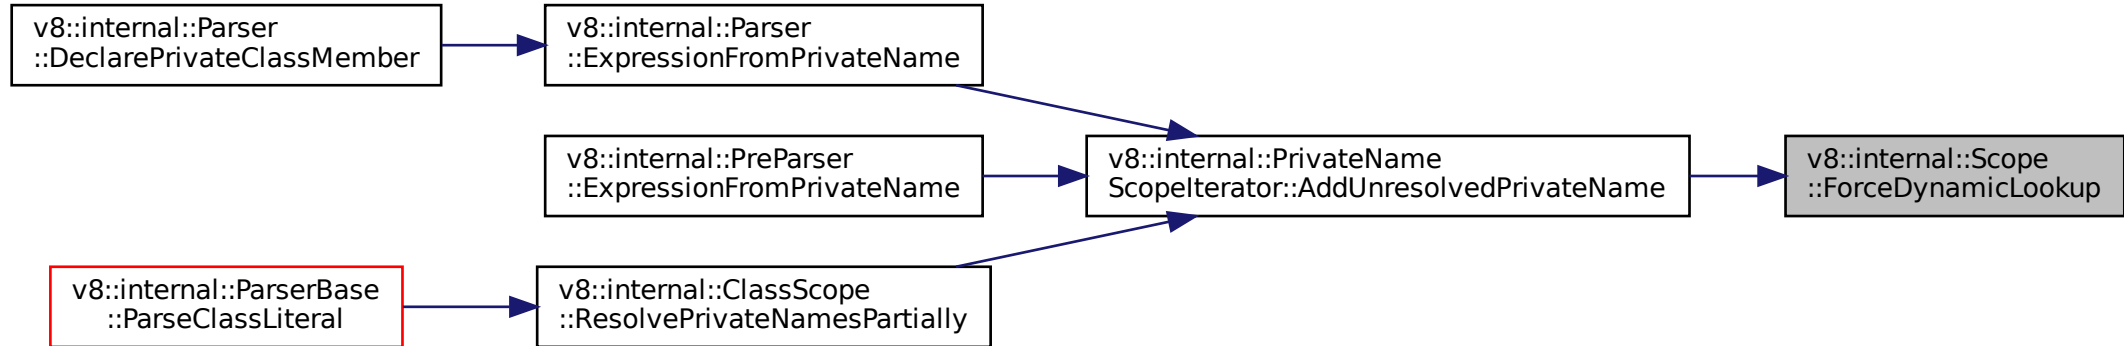 v8::internal::Parser
::DeclarePrivateClassMember
v8::internal::Parser
::ExpressionFromPrivateName
v8::internal::PreParser
::ExpressionFromPrivateName
v8::internal::PrivateName
ScopeIterator::AddUnresolvedPrivateName
v8::internal::Scope
::ForceDynamicLookup
v8::internal::ParserBase
::ParseClassLiteral
v8::internal::ClassScope
::ResolvePrivateNamesPartially